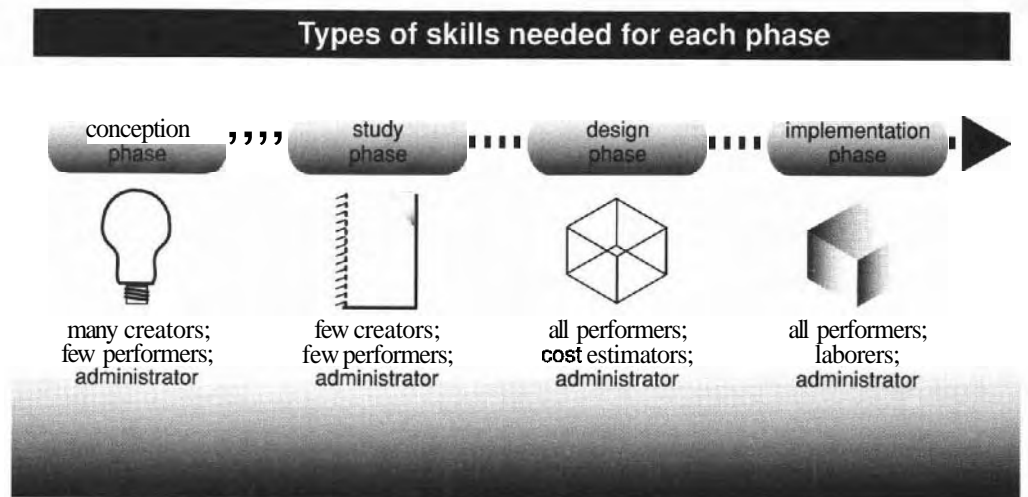 Types of skills needed for each phase
conception
phase
study
phase
design
phase
implementation
phase
many creators;
few performers;
administrator
few creators;
few performers;
administrator
all performers;
cost estimators;
administrator
all performers;
laborers;
administrator